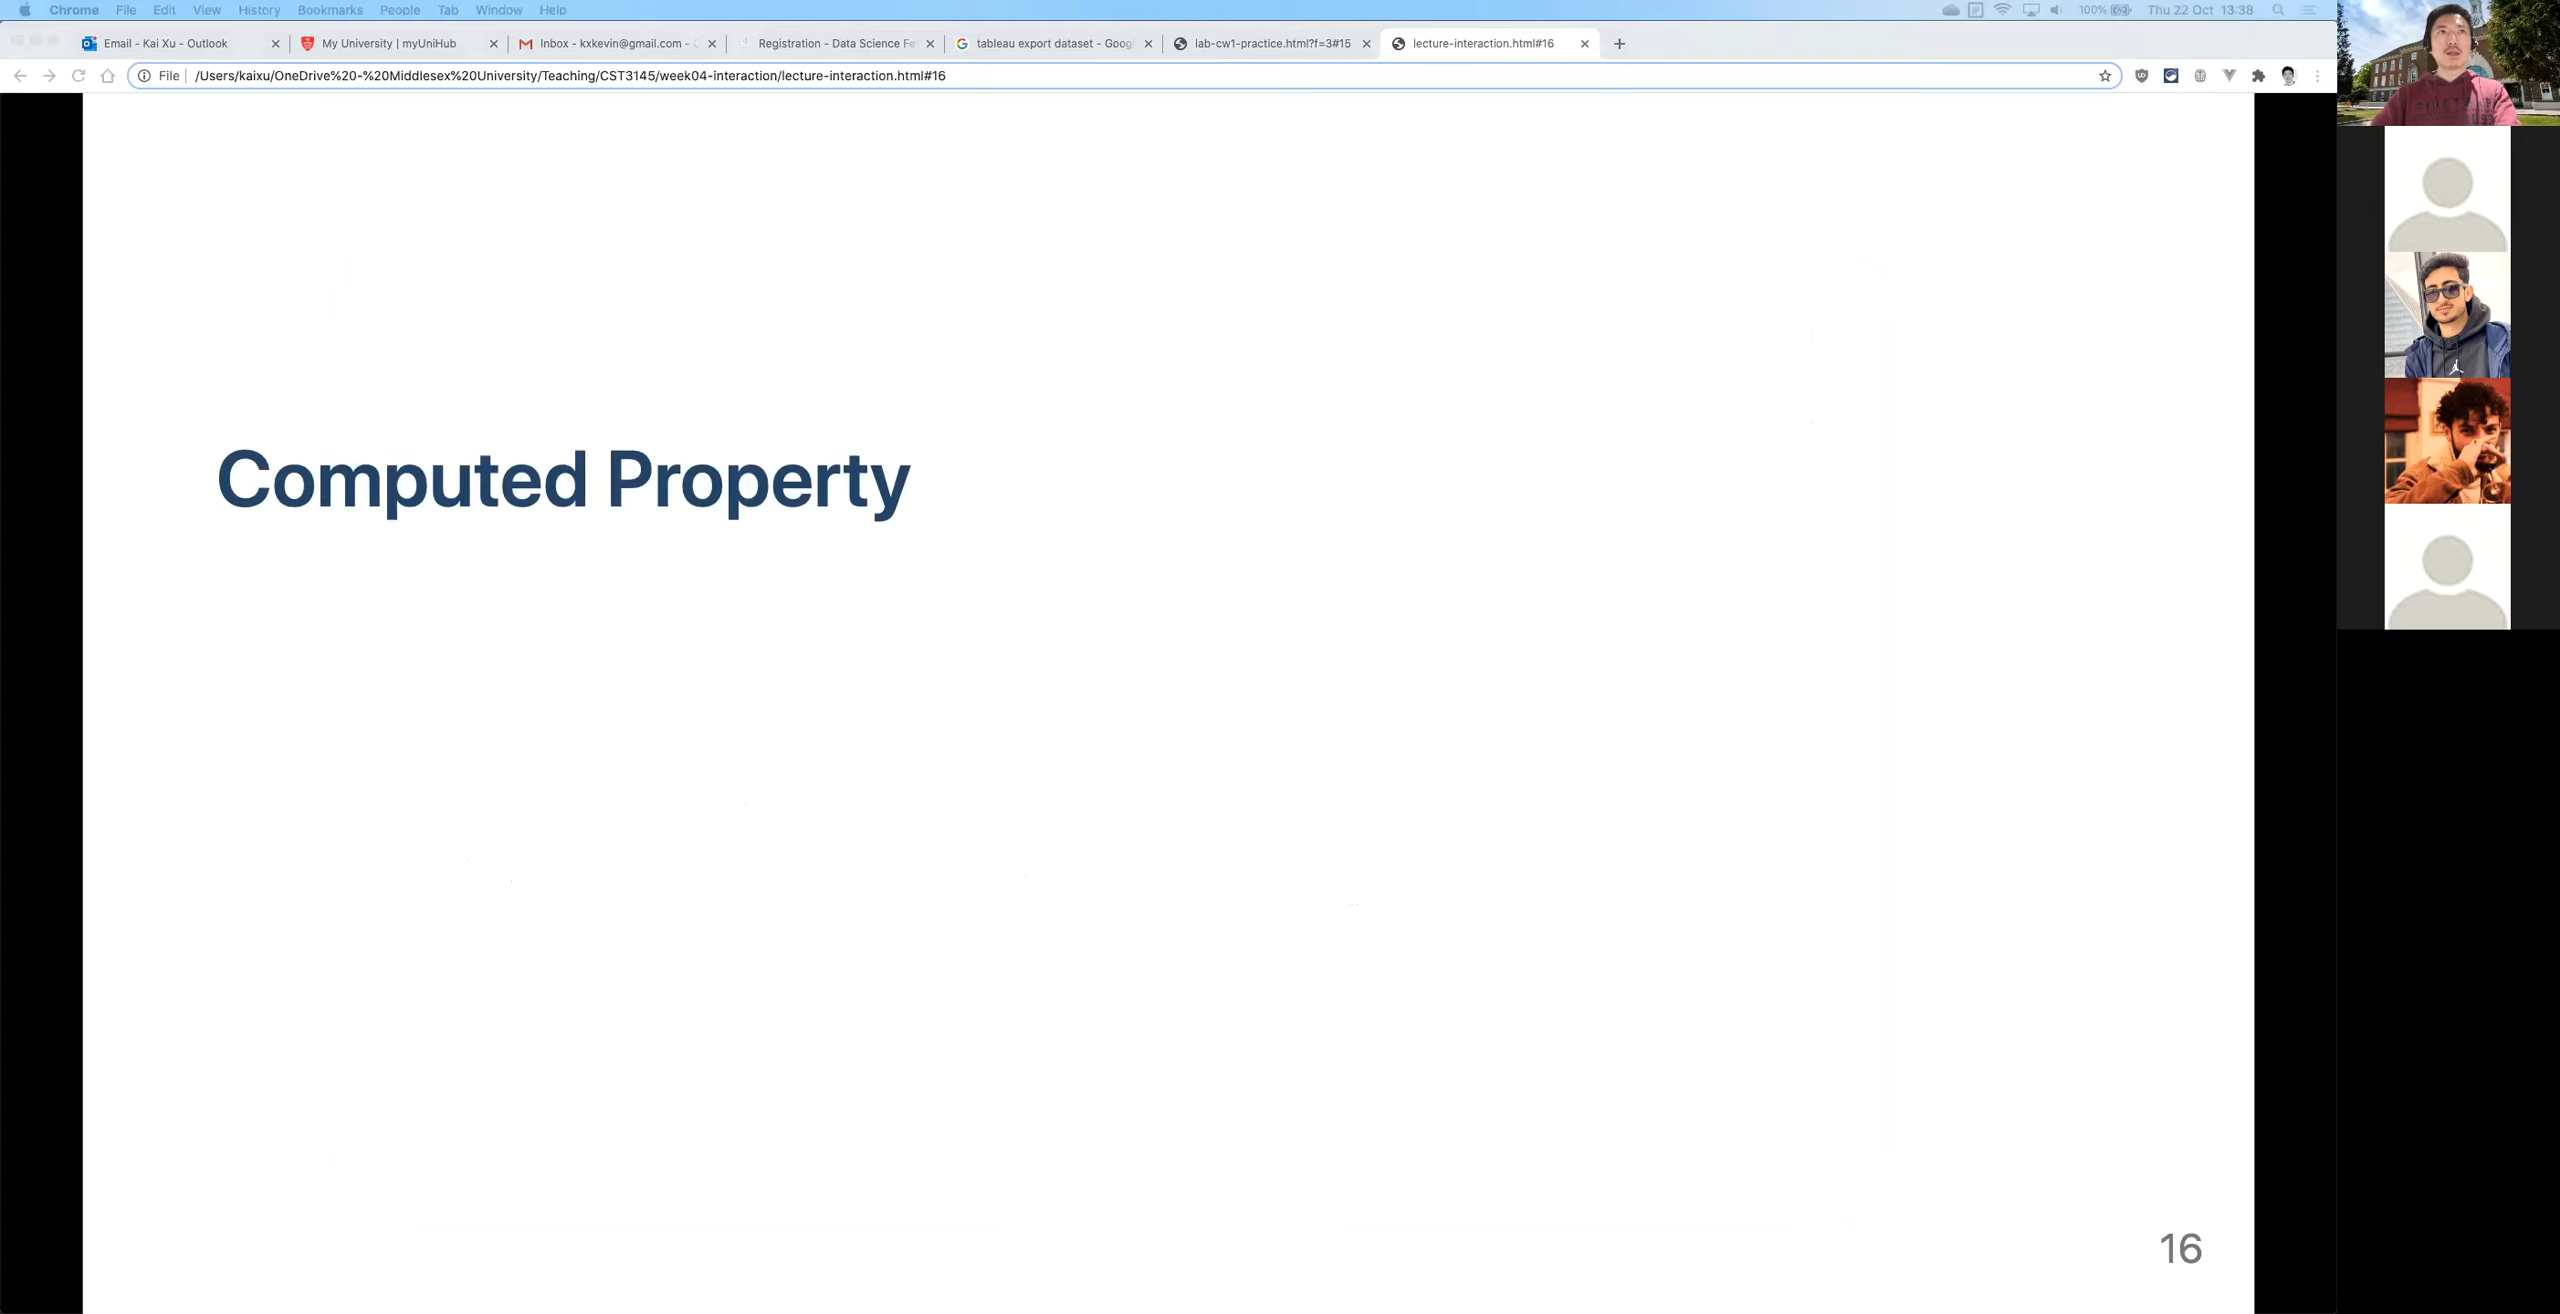 Chrome File Edit View History Bookmarks People Tab Window Help 100% Thu 22 Oct 13:38
Email - Kai Xu - Outlook My University | myUniHub Inbox - kxkevin@gmail.com - Registration - Data Science Fe tableau export dataset - Goog lab-cw1-practice.html?f=3#15 lecture-interaction.html#16
File /Users/kaixu/OneDrive%20-%20Middlesex%20University/Teaching/CST3145/week04-interaction/lecture-interaction.html#16
Computed Property
16